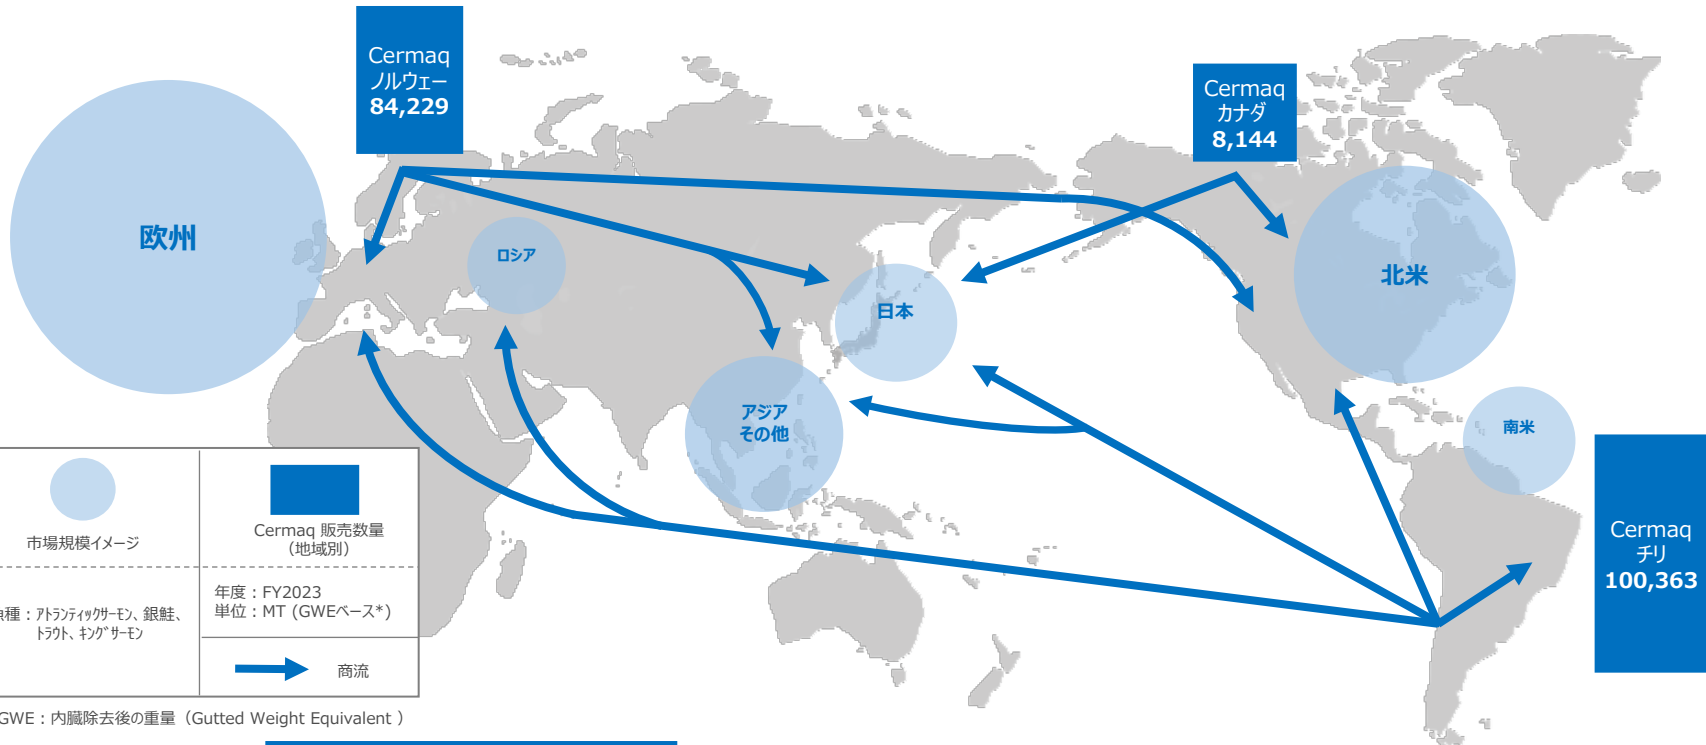 Cermaq
ノルウェー
84,229
Cermaq
カナダ
8,144
欧州
ロシア
日本
北米
アジア
その他
南米
Cermaq
チリ
100,363
市場規模イメージ
Cermaq 販売数量
（地域別）
年度：FY2023
単位：MT (GWEベース*)
種：ｱﾄﾗﾝﾃｨｯｸｻｰﾓﾝ、銀鮭、
ﾄﾗｳﾄ、ｷﾝｸﾞｻｰﾓﾝ
商流
GWE：内臓除去後の重量（Gutted Weight Equivalent ）